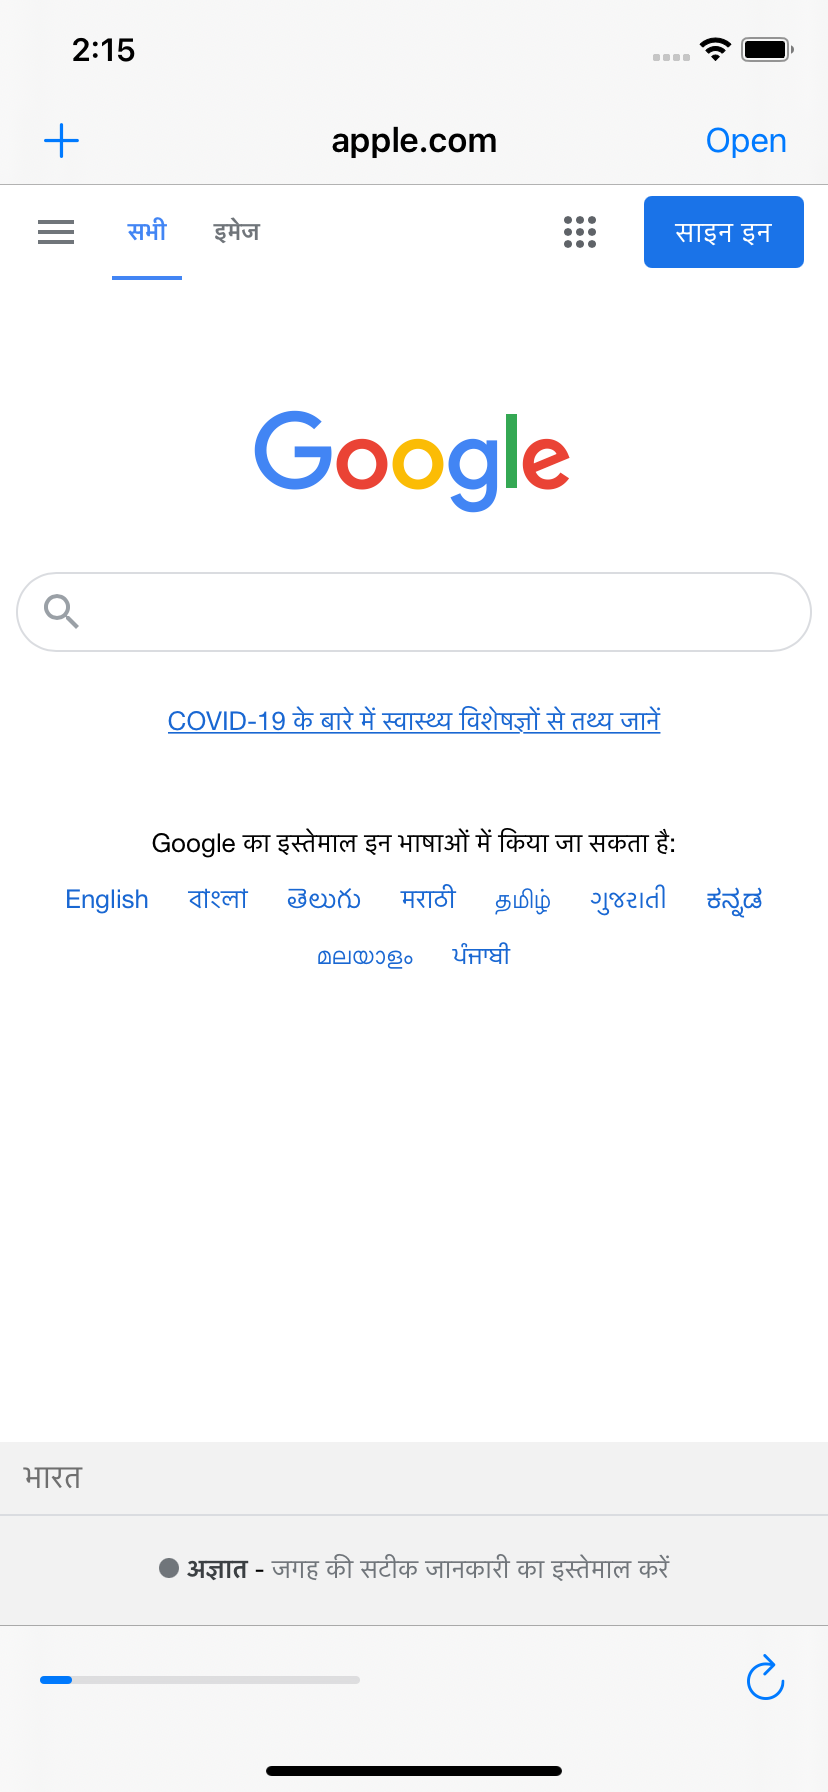 2:15
apple.com Open
सभी इमेज साइन इन
Google
COVID-19 के बारे में स्वास्थ्य विशेषज्ञों से तथ्य जानें
Google का इस्तेमाल इन भाषाओं में किया जा सकता है:
English বাংলা తెలుగు मराठी தமிழ் ગુજરાતી ಕನ್ನಡ
മലയാളം ਪੰਜਾਬੀ
भारत
अज्ञात - जगह की सटीक जानकारी का इस्तेमाल करें